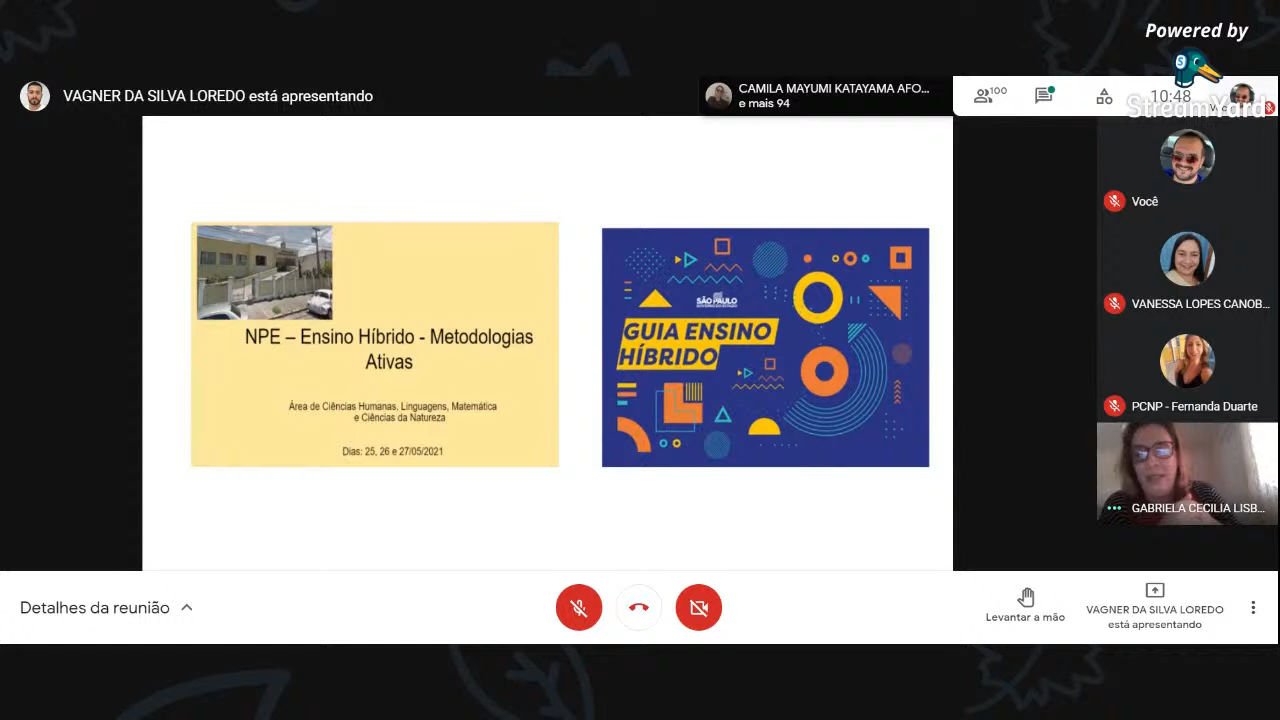 Powered by
StreamYard
VAGNER DA SILVA LOREDO está apresentando
CAMILA MAYUMI KATAYAMA AFO...
e mais 94
100
10:48
NPE – Ensino Híbrido - Metodologias
Ativas
Área de Ciências Humanas, Linguagens, Matemática
e Ciências da Natureza
Dias: 25, 26 e 27/05/2021
SÃO PAULO
GOVERNO DO ESTADO
GUIA ENSINO
HÍBRIDO
Você
VANESSA LOPES CANOB...
PCNP - Fernanda Duarte
GABRIELA CECILIA LISB...
Detalhes da reunião
Levantar a mão
VAGNER DA SILVA LOREDO
está apresentando